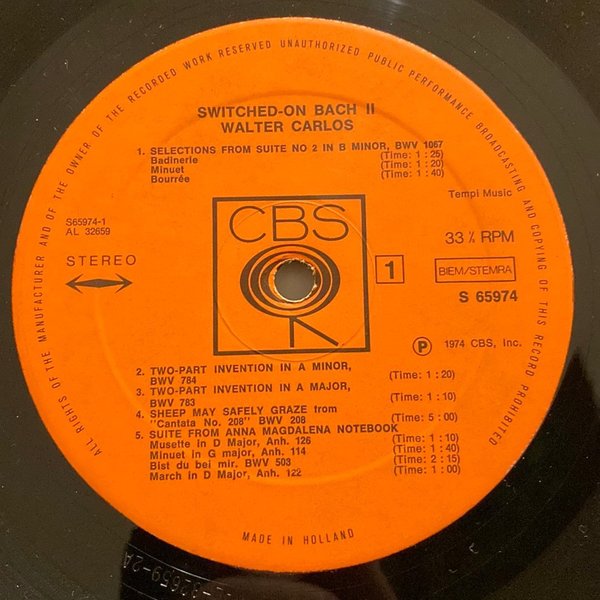 ALL RIGHTS OF THE MANUFACTURER AND OF THE OWNER OF THE RECORDED WORK RESERVED UNAUTHORIZED PUBLIC PERFORMANCE BROADCASTING AND COPYING OF THIS RECORD PROHIBITED
SWITCHED-ON BACH II
WALTER CARLOS
1. SELECTIONS FROM SUITE NO 2 IN B MINOR, BWV 1067
Badinerie (Time: 1 : 25)
Minuet (Time: 1 : 20)
Bourrée (Time: 1 : 40)
Tempi Music
S65974-1
AL 32659
CBS
STEREO
33⅓ RPM
1
BIEM/STEMRA
S 65974
℗ 1974 CBS, Inc.
2. TWO-PART INVENTION IN A MINOR,
BWV 784 (Time: 1 : 20)
3. TWO-PART INVENTION IN A MAJOR,
BWV 783 (Time: 1 : 10)
4. SHEEP MAY SAFELY GRAZE from
"Cantata No. 208" BWV 208 (Time: 5 : 00)
5. SUITE FROM ANNA MAGDALENA NOTEBOOK
Musette in D Major, Anh. 126 (Time: 1 : 10)
Minuet in G major, Anh. 114 (Time: 1 : 40)
Bist du bei mir. BWV 503 (Time: 2 : 15)
March in D Major, Anh. 122 (Time: 1 : 00)
MADE IN HOLLAND